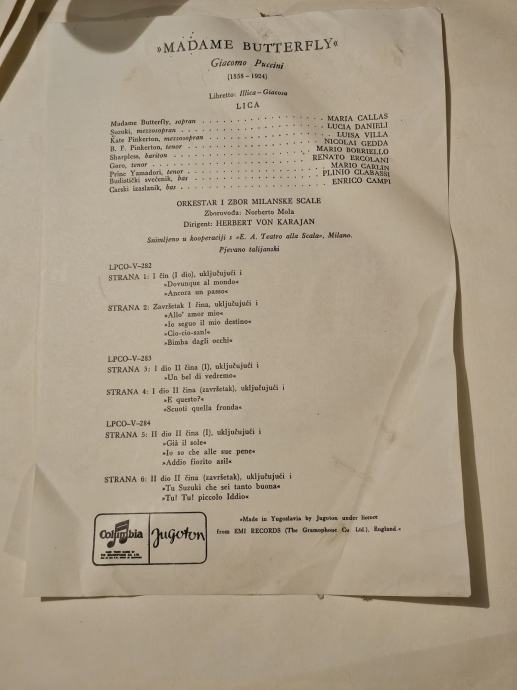 »MADAME BUTTERFLY«
Giacomo Puccini
(1858 – 1924)
Libretto: Illica – Giacosa
LICA
Madame Butterfly, sopran . . . . . . . . . . MARIA CALLAS
Suzuki, mezzosopran . . . . . . . . . . LUCIA DANIELI
Kate Pinkerton, mezzosopran . . . . . . . . . . LUISA VILLA
B. F. Pinkerton, tenor . . . . . . . . . . NICOLAI GEDDA
Sharpless, bariton . . . . . . . . . . MARIO BORRIELLO
Goro, tenor . . . . . . . . . . RENATO ERCOLANI
Princ Yamadori, tenor . . . . . . . . . . MARIO CARLIN
Budistički svećenik, bas . . . . . . . . . . PLINIO CLABASSI
Carski izaslanik, bas . . . . . . . . . . ENRICO CAMPI
ORKESTAR I ZBOR MILANSKE SCALE
Zborovođa: Norberto Mola
Dirigent: HERBERT VON KARAJAN
Snimljeno u kooperaciji s »E. A. Teatro alla Scala«, Milano.
Pjevano talijanski
LPCO–V–282
STRANA 1: I čin (I dio), uključujući i
»Dovunque al mondo«
»Ancora un passo«
STRANA 2: Završetak I čina, uključujući i
»Allo' amor mio«
»Io seguo il mio destino«
»Cio-cio-san!«
»Bimba dagli occhi«
LPCO–V–283
STRANA 3: I dio II čina (I), uključujući i
»Un bel di vedremo«
STRANA 4: I dio II čina (završetak), uključujući i
»E questo?«
»Scuoti quella fronda«
LPCO–V–284
STRANA 5: II dio II čina (I), uključujući i
»Già il sole«
»Io so che alle sue pene«
»Addio fiorito asil«
STRANA 6: II dio II čina (završetak), uključujući i
»Tu Suzuki che sei tanto buona«
»Tu! Tu! piccolo Iddio«
Columbia
Jugoton
»Made in Yugoslavia by Jugoton under licence
from EMI RECORDS (The Gramophone Co. Ltd.), England.«